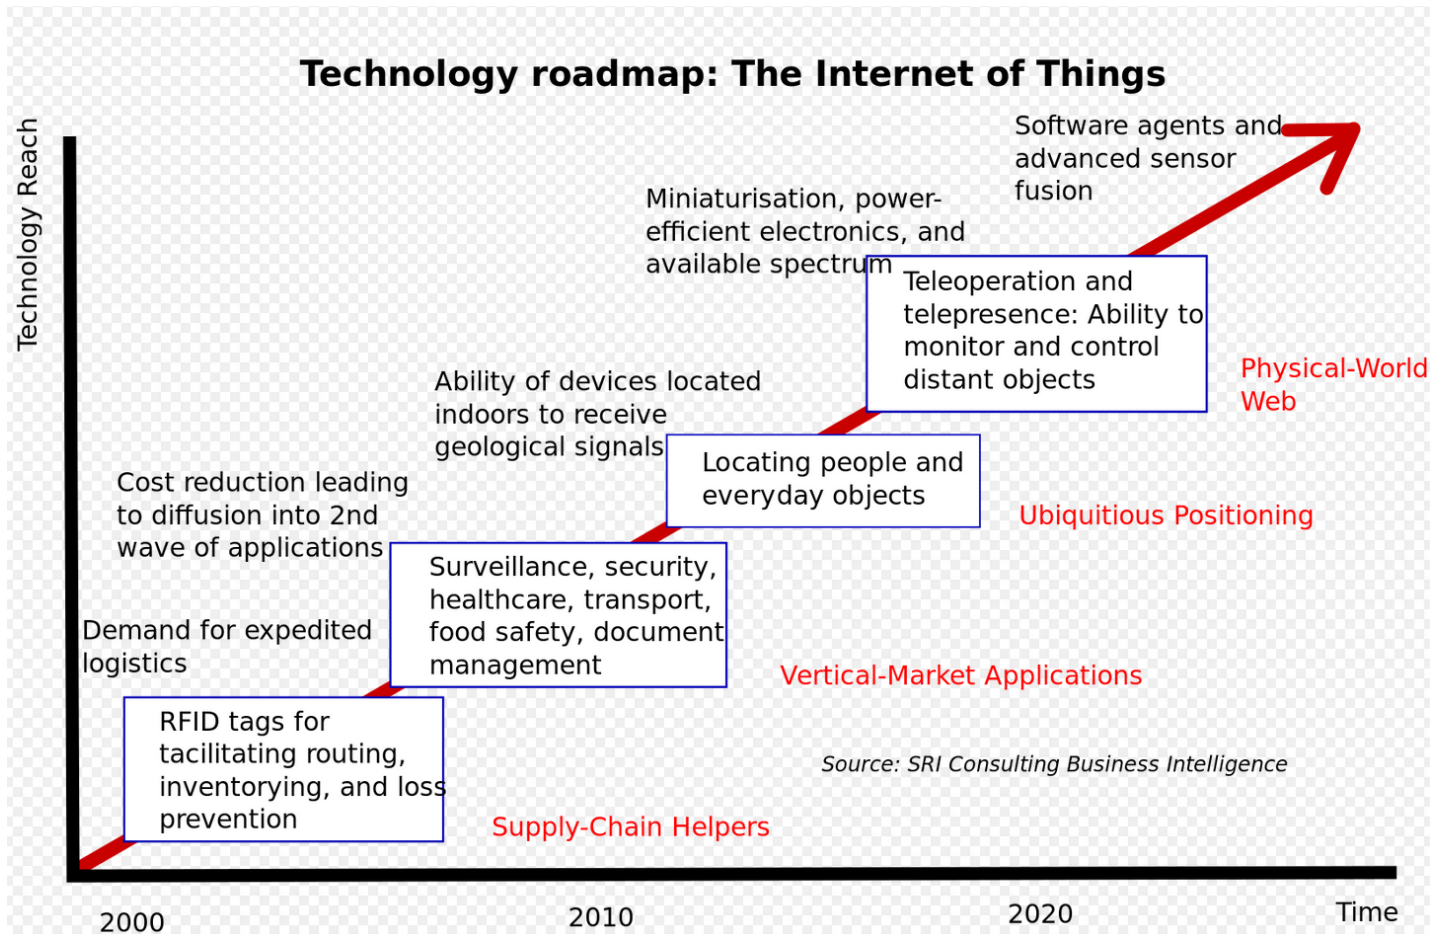 Technology roadmap: The Internet of Things
Technology Reach
Software agents and
advanced sensor
fusion
Miniaturisation, power-
efficient electronics, and
available spectrum
Teleoperation and
telepresence: Ability to
monitor and control
distant objects
Physical-World
Web
Ability of devices located
indoors to receive
geological signals
Locating people and
everyday objects
Ubiquitious Positioning
Cost reduction leading
to diffusion into 2nd
wave of applications
Surveillance, security,
healthcare, transport,
food safety, document
management
Vertical-Market Applications
Demand for expedited
logistics
RFID tags for
tacilitating routing,
inventorying, and loss
prevention
Supply-Chain Helpers
Source: SRI Consulting Business Intelligence
2000
2010
2020
Time